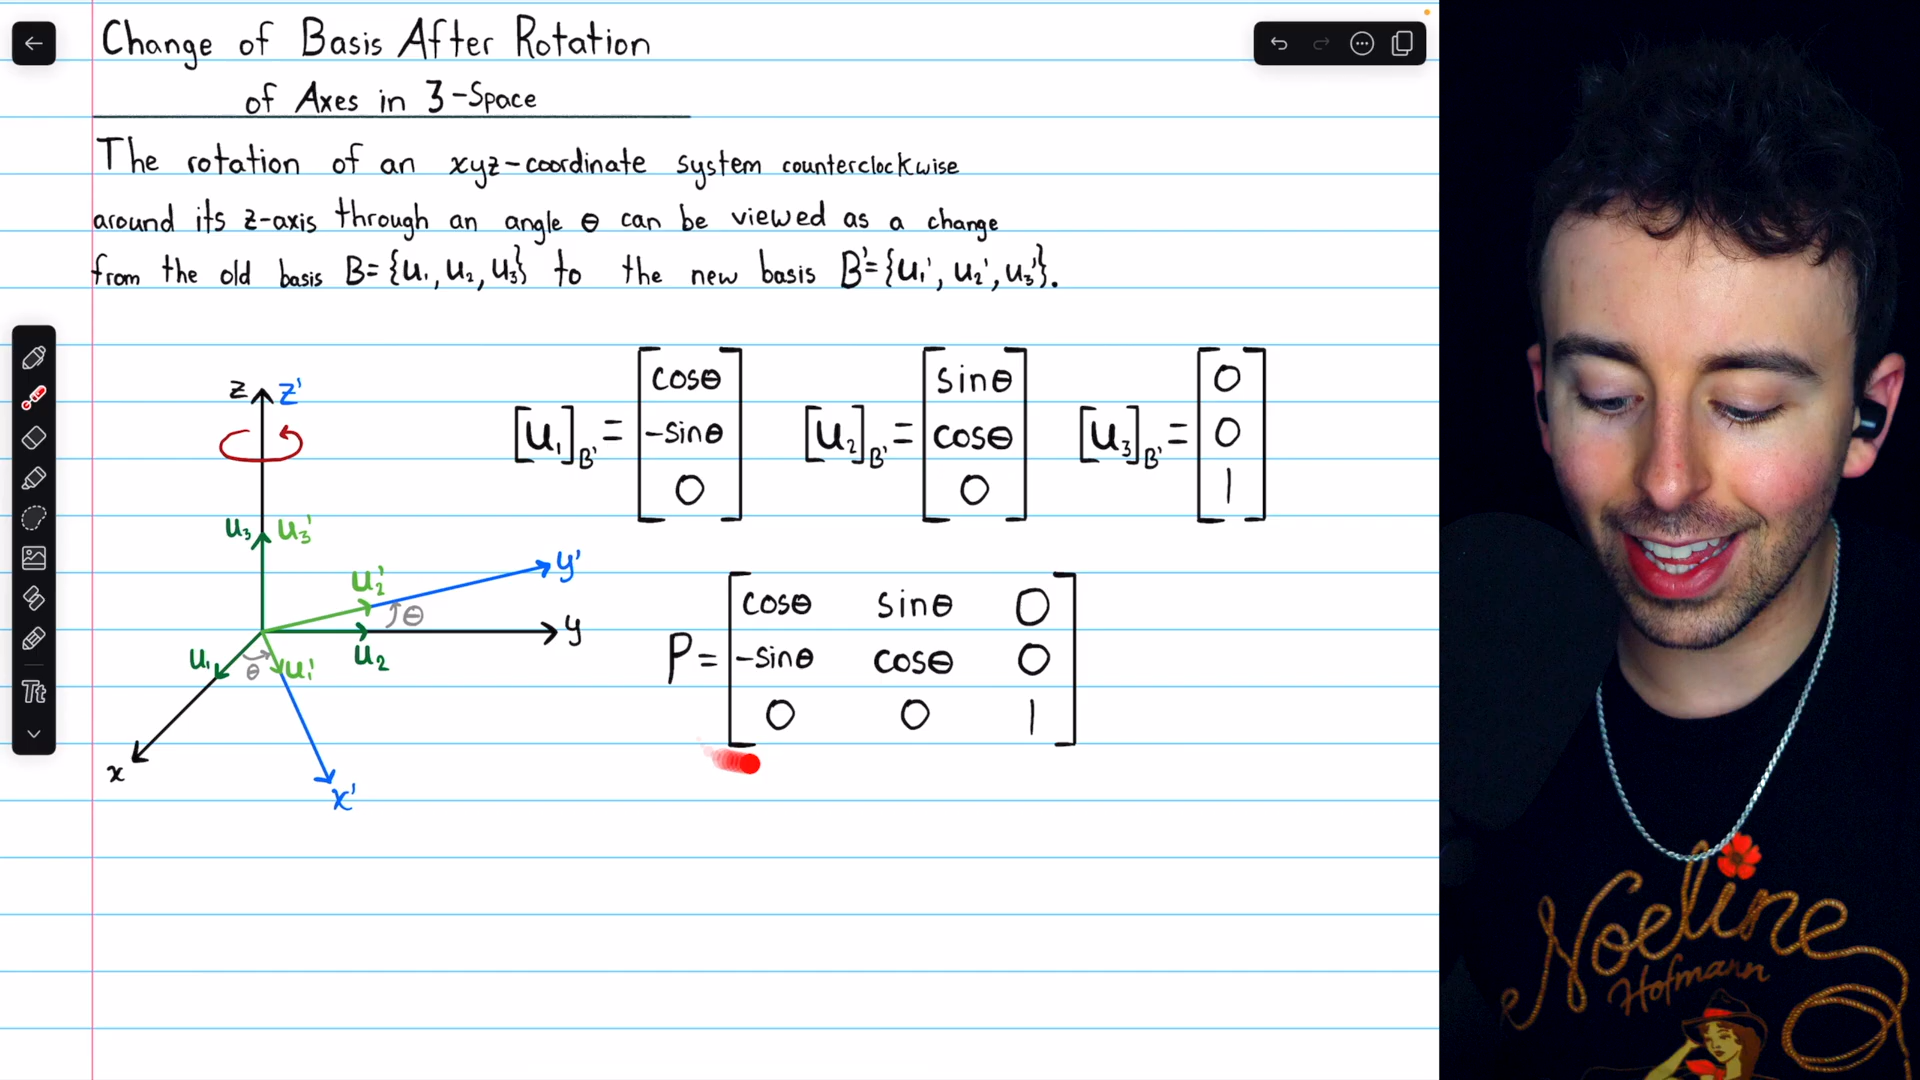 Change of Basis After Rotation
of Axes in 3-Space
The rotation of an xyz-coordinate system counterclockwise
around its z-axis through an angle θ can be viewed as a change
from the old basis B={u₁, u₂, u₃} to the new basis B'={u₁', u₂', u₃'}.
z z'
[u₁]B' = [cosθ -sinθ 0] [u₂]B' = [sinθ cosθ 0] [u₃]B' = [0 0 1]
u₃ u₃'
y'
u₂'
θ
y
u₂
u₁ θ u₁'
x
x'
P = [cosθ sinθ 0
-sinθ cosθ 0
0 0 1]
Tt
Noeline
Hofmann